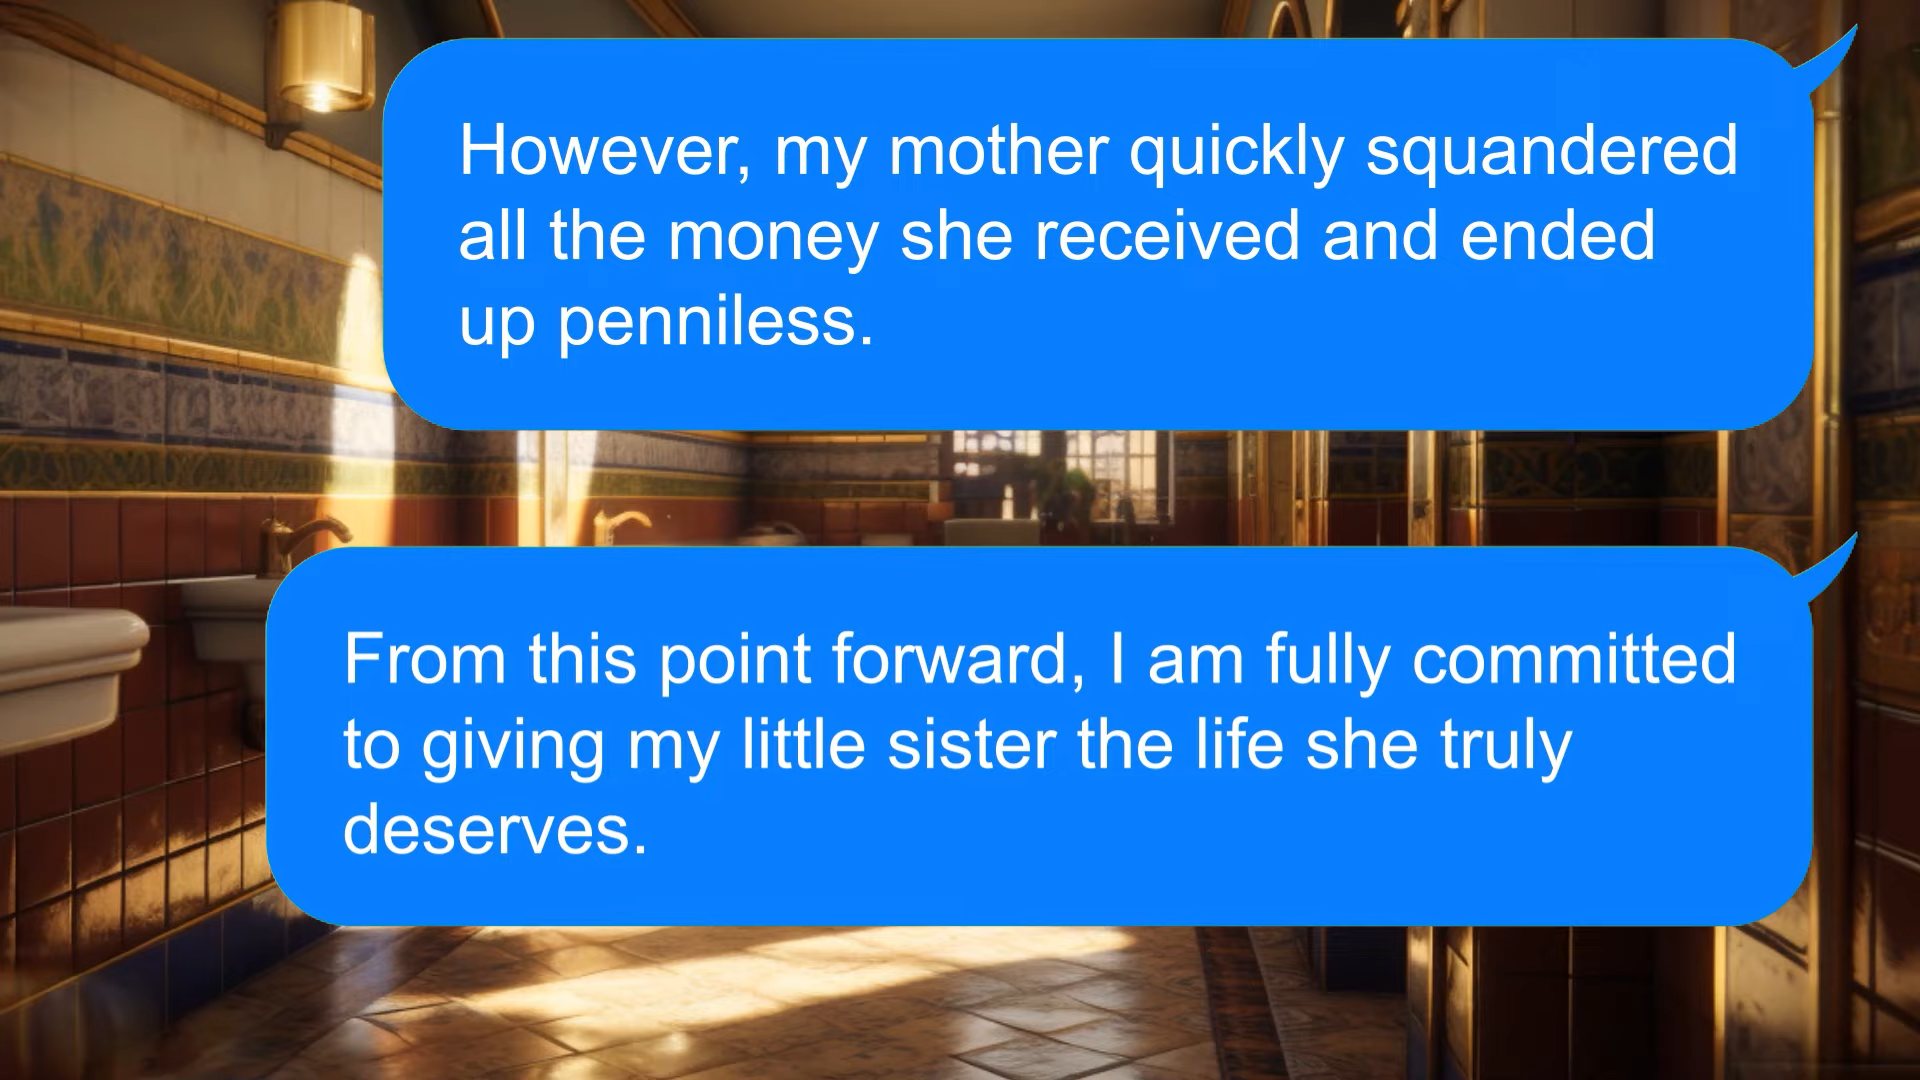 However, my mother quickly squandered
all the money she received and ended
up penniless.
From this point forward, I am fully committed
to giving my little sister the life she truly
deserves.